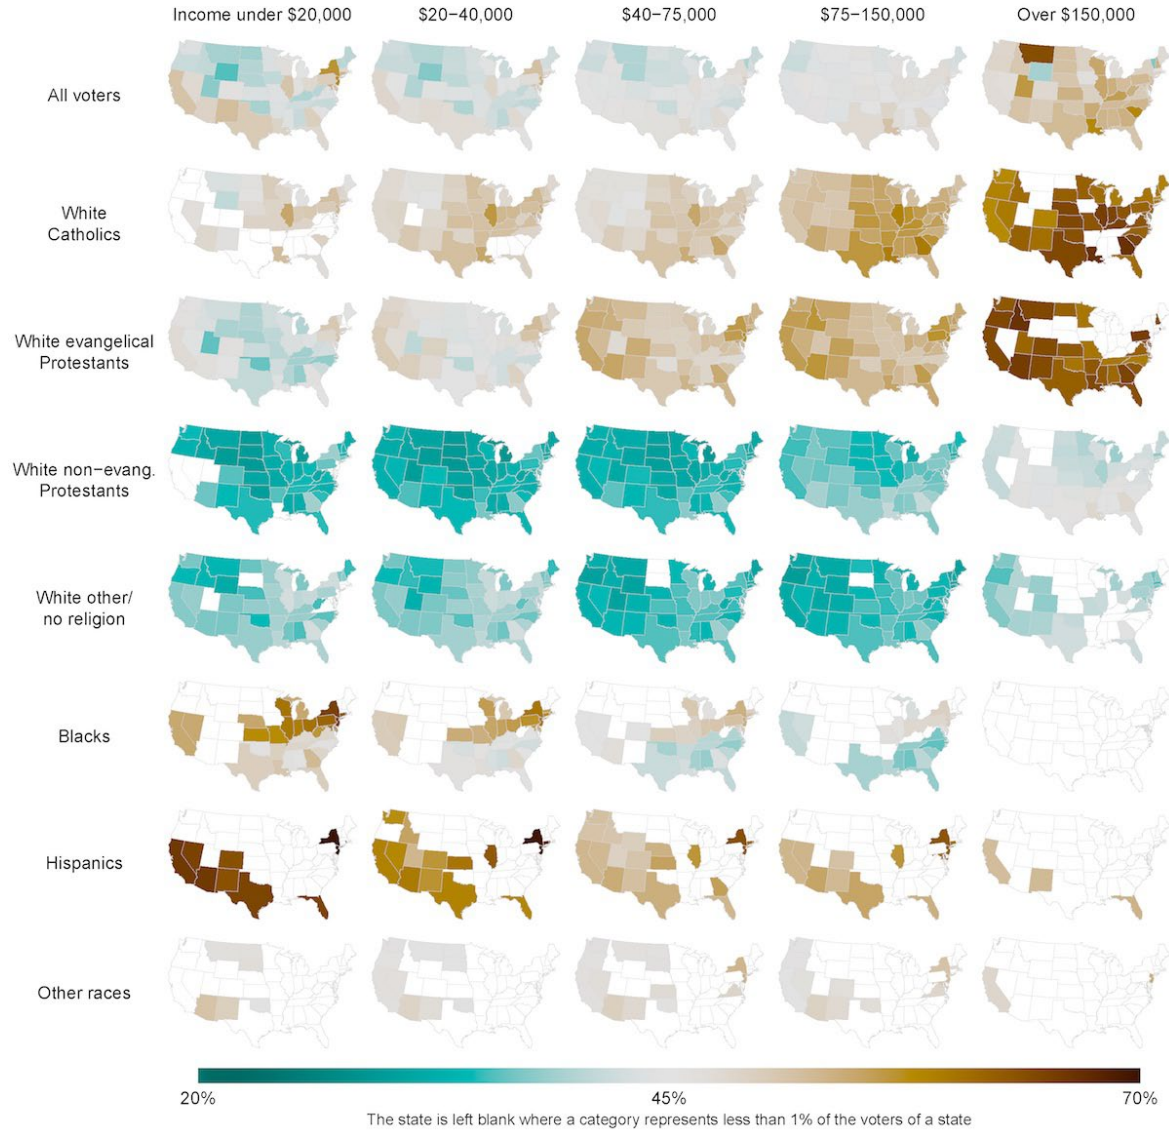 Income under $20,000 $20−40,000 $40−75,000 $75−150,000 Over $150,000
All voters
White
Catholics
White evangelical
Protestants
White non−evang.
Protestants
White other/
no religion
Blacks
Hispanics
Other races
20% 45% 70%
The state is left blank where a category represents less than 1% of the voters of a state